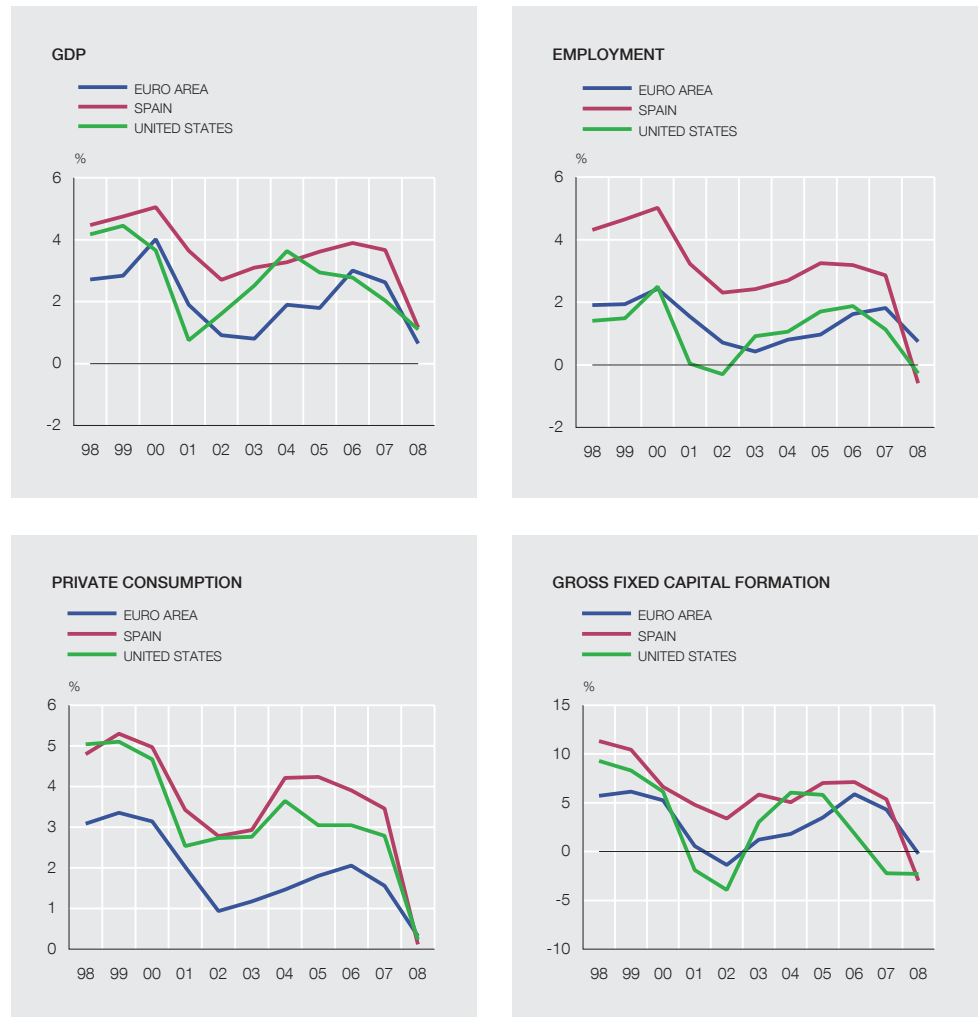 GDP
EURO AREA
SPAIN
UNITED STATES
%
6
4
2
0
-2
98 99 00 01 02 03 04 05 06 07 08
EMPLOYMENT
EURO AREA
SPAIN
UNITED STATES
%
6
4
2
0
-2
98 99 00 01 02 03 04 05 06 07 08
PRIVATE CONSUMPTION
EURO AREA
SPAIN
UNITED STATES
%
6
5
4
3
2
1
0
98 99 00 01 02 03 04 05 06 07 08
GROSS FIXED CAPITAL FORMATION
EURO AREA
SPAIN
UNITED STATES
%
15
10
5
0
-5
-10
98 99 00 01 02 03 04 05 06 07 08